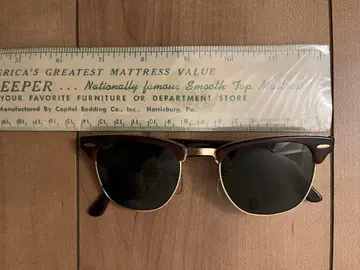 ERICA'S GREATEST MATTRESS VALUE
EEPER ... Nationally famous Smooth Top Mattress
YOUR FAVORITE FURNITURE OR DEPARTMENT STORE
Manufactured By Capitol Bedding Co., Inc., Harrisburg, Pa.